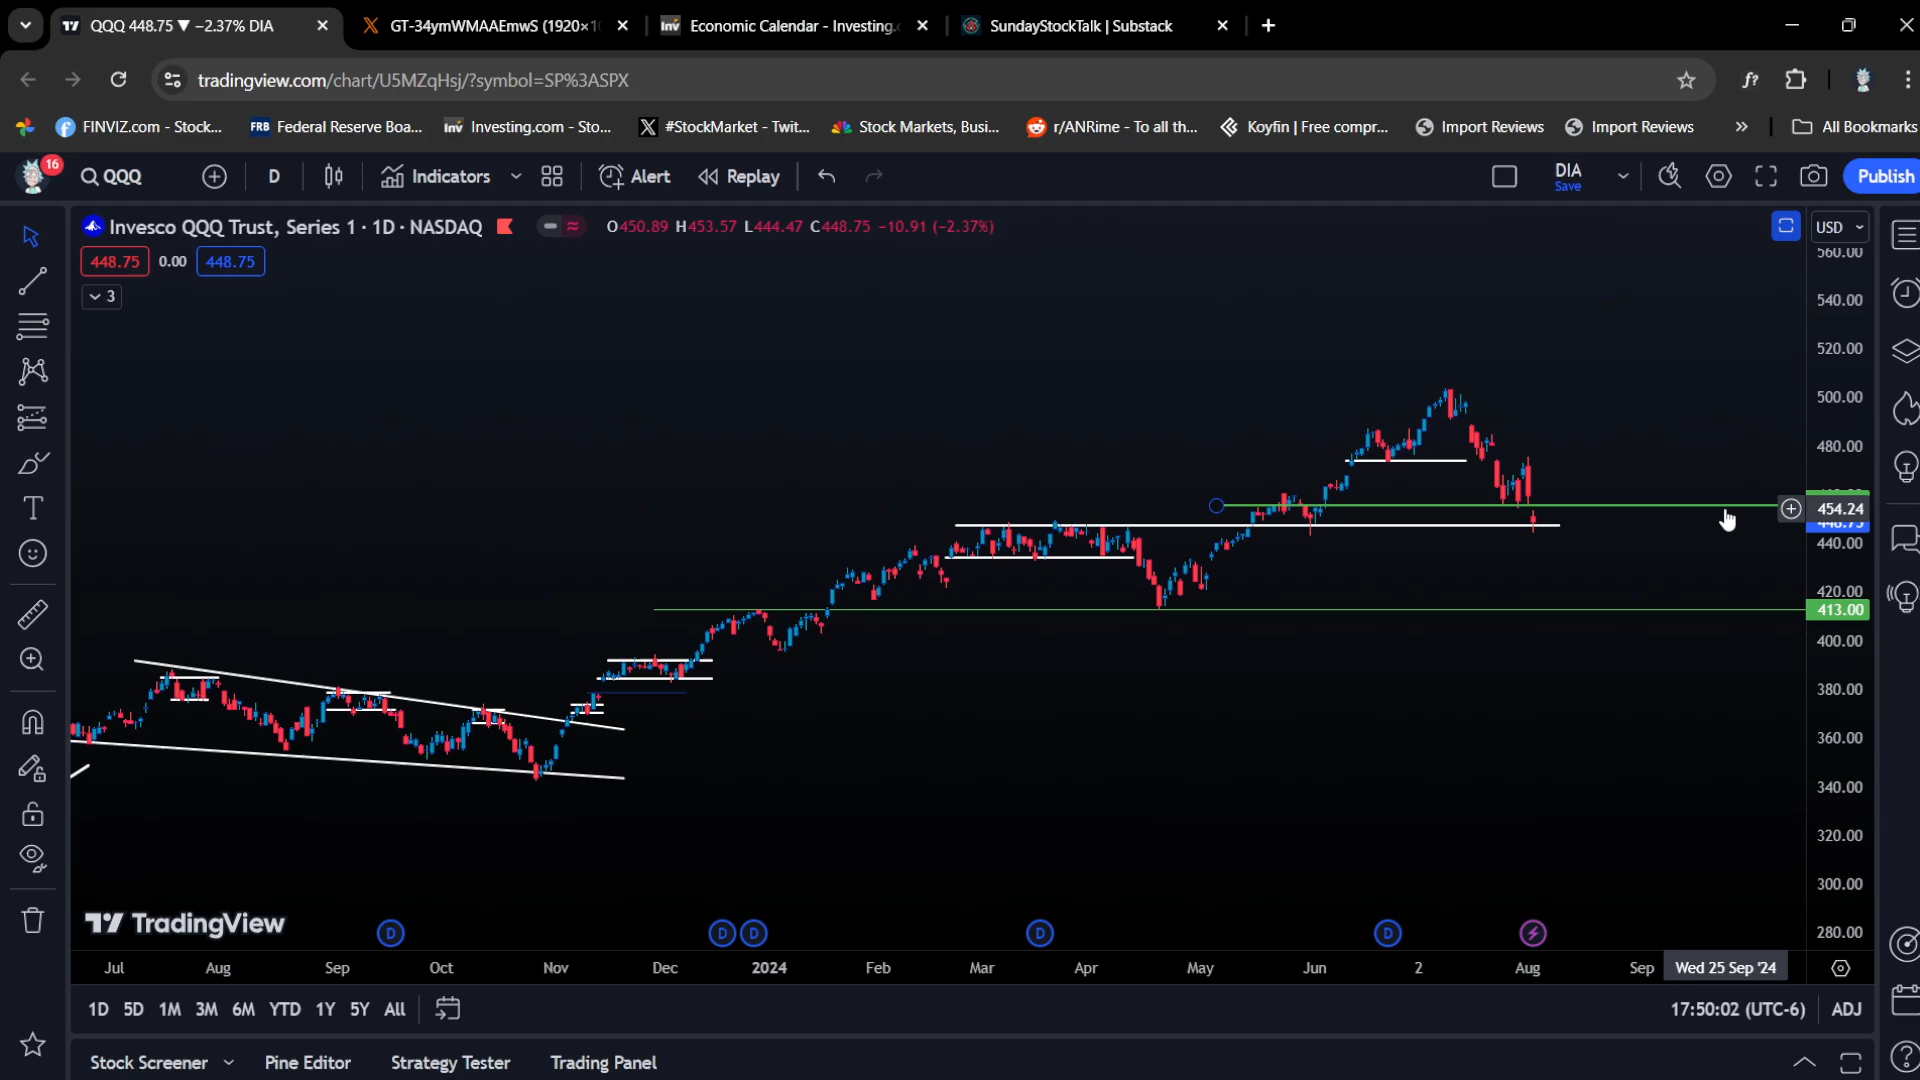 QQQ 448.75 ▼ −2.37% DIA
GT-34ymWMAAEmwS (1920×1
Economic Calendar - Investing.
SundayStockTalk | Substack
tradingview.com/chart/U5MZqHsj/?symbol=SP%3ASPX
f?
FINVIZ.com - Stock...
FRB Federal Reserve Boa...
Inv Investing.com - Sto...
#StockMarket - Twit...
Stock Markets, Busi...
r/ANRime - To all th...
Koyfin | Free compr...
Import Reviews
Import Reviews
All Bookmarks
16
QQQ
D
Indicators
Alert
Replay
DIA
Save
Publish
Invesco QQQ Trust, Series 1 · 1D · NASDAQ
O450.89 H453.57 L444.47 C448.75 −10.91 (−2.37%)
USD
448.75
0.00
448.75
3
560.00
540.00
520.00
500.00
480.00
454.24
448.75
440.00
420.00
413.00
400.00
380.00
360.00
340.00
320.00
300.00
280.00
TradingView
D
D
D
D
D
Jul
Aug
Sep
Oct
Nov
Dec
2024
Feb
Mar
Apr
May
Jun
2
Aug
Sep
Wed 25 Sep '24
1D
5D
1M
3M
6M
YTD
1Y
5Y
All
17:50:02 (UTC-6)
ADJ
Stock Screener
Pine Editor
Strategy Tester
Trading Panel